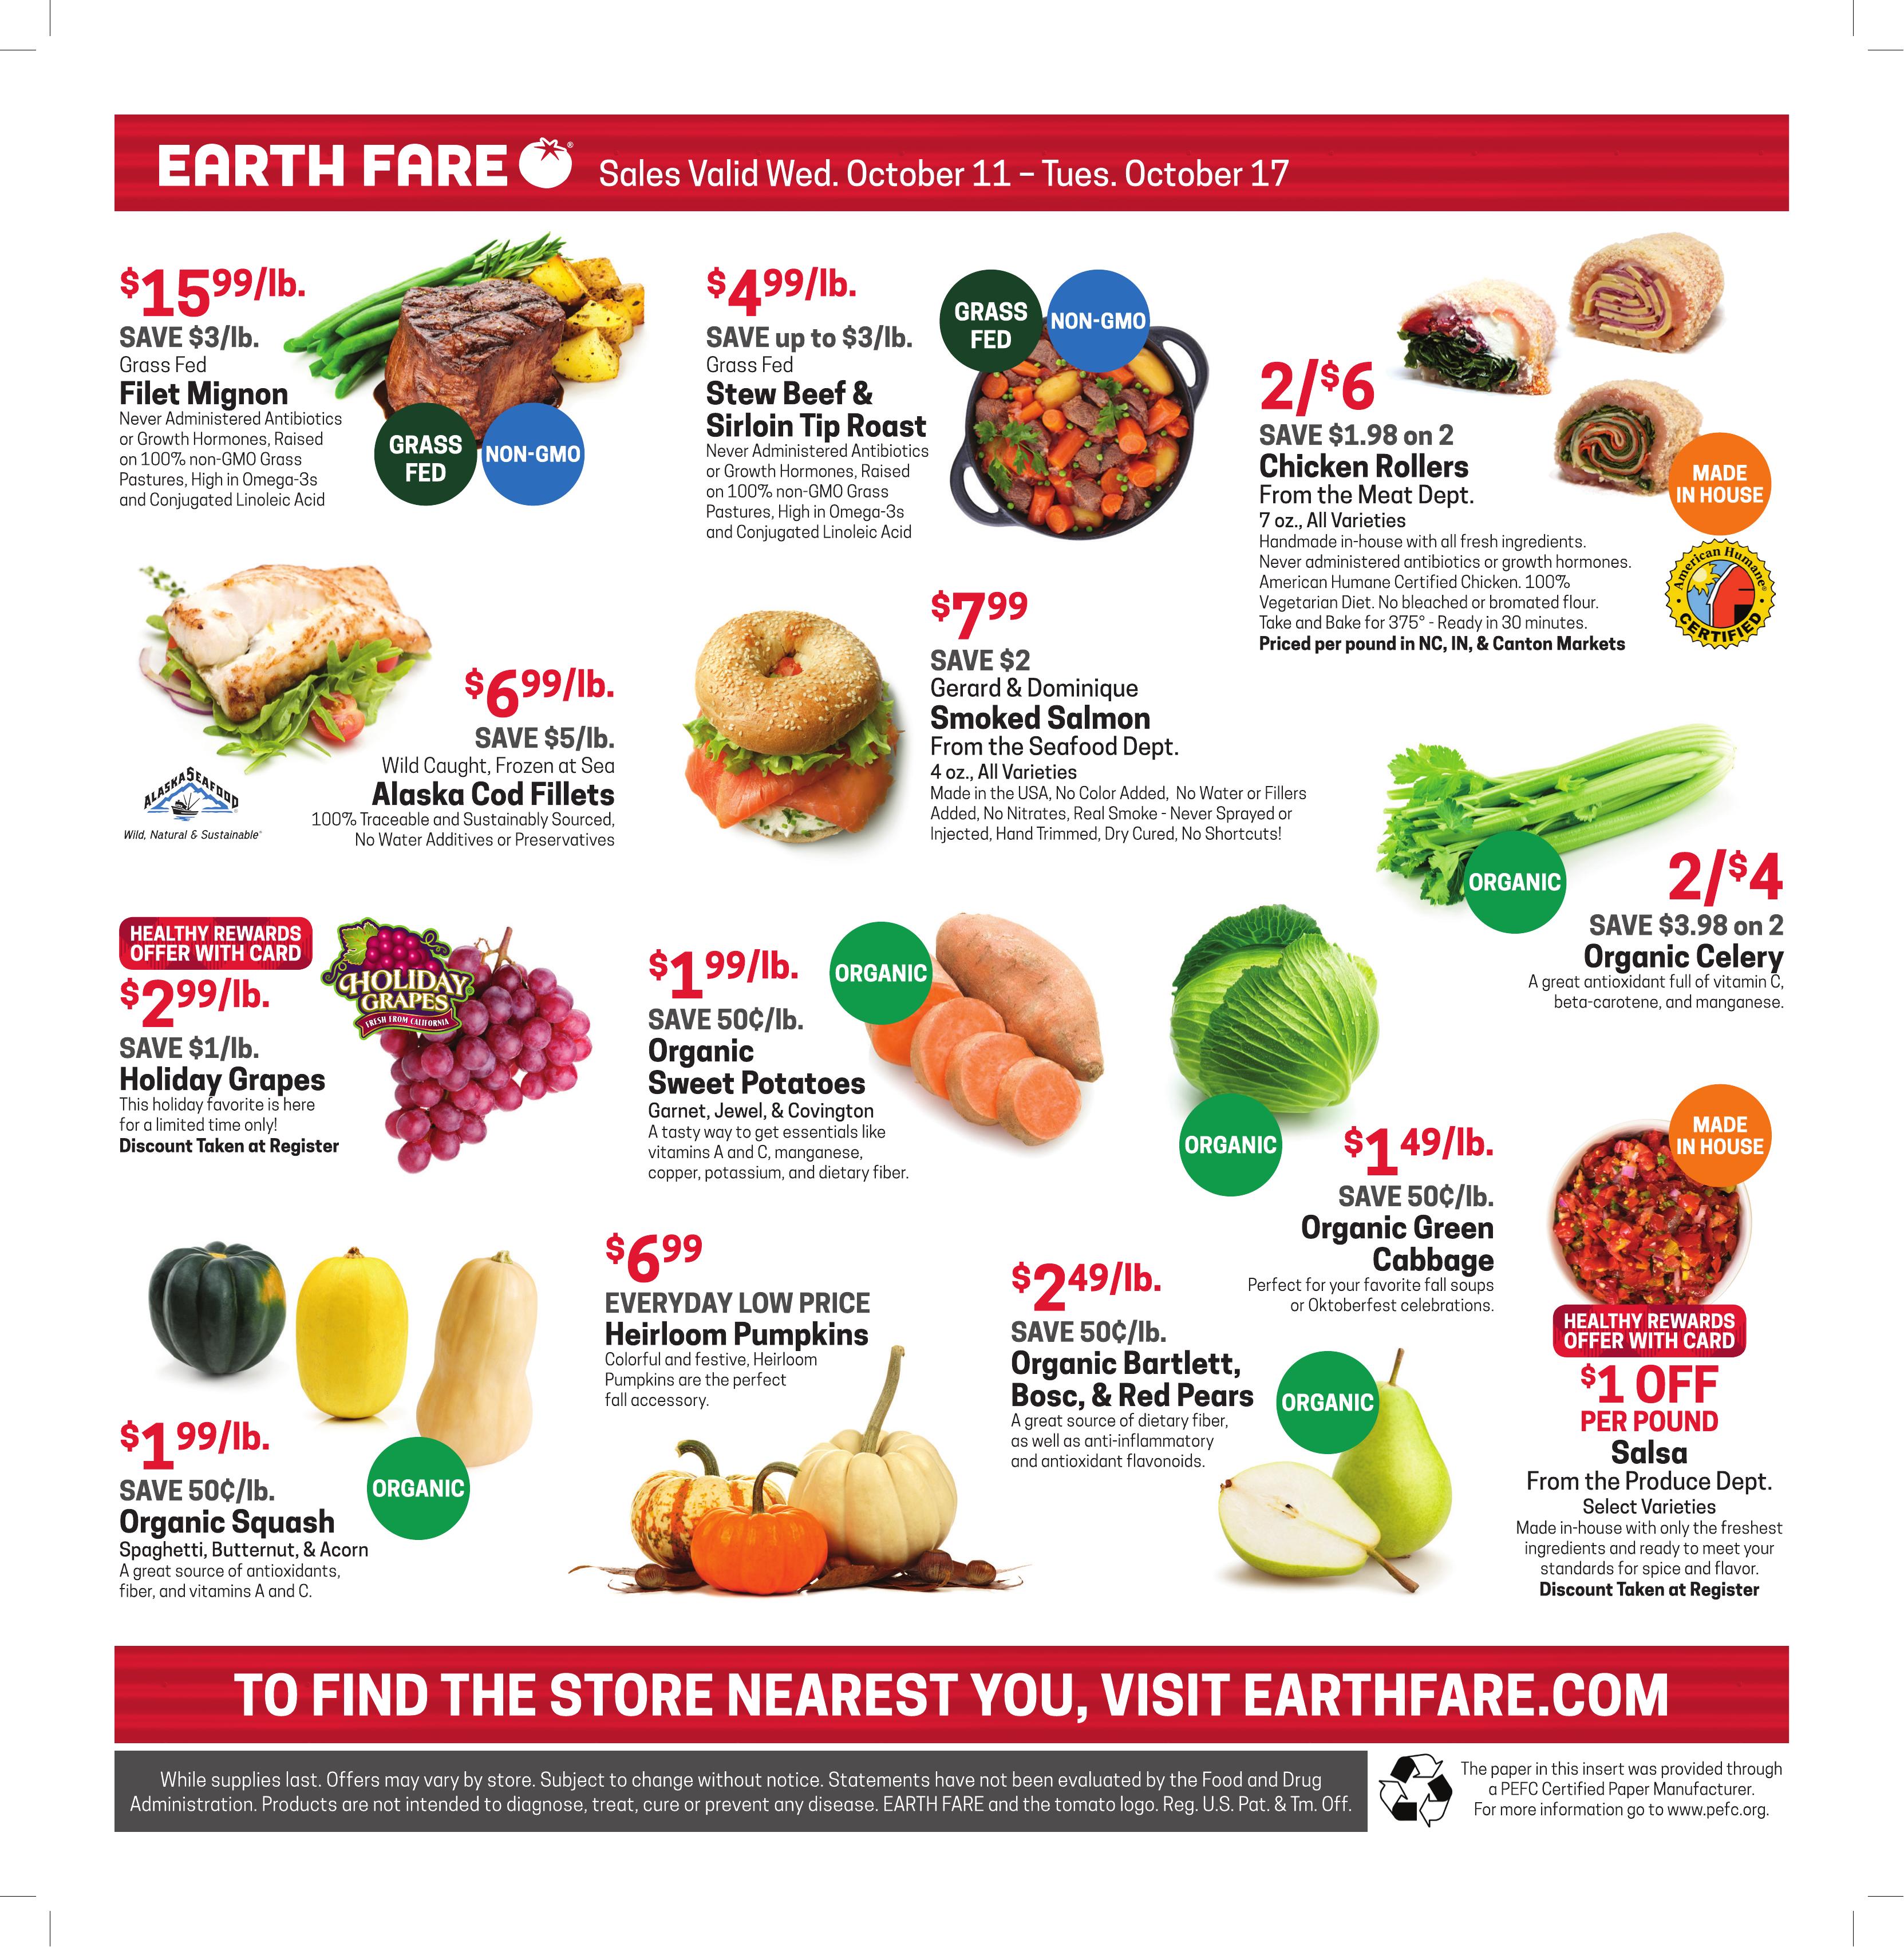 EARTH FARE ®
Sales Valid Wed. October 11 – Tues. October 17
$15 99/lb.
SAVE $3/lb.
Grass Fed
Filet Mignon
Never Administered Antibiotics
or Growth Hormones, Raised
on 100% non-GMO Grass
Pastures, High in Omega-3s
and Conjugated Linoleic Acid
GRASS
FED
NON-GMO
$4 99/lb.
SAVE up to $3/lb.
Grass Fed
Stew Beef &
Sirloin Tip Roast
Never Administered Antibiotics
or Growth Hormones, Raised
on 100% non-GMO Grass
Pastures, High in Omega-3s
and Conjugated Linoleic Acid
GRASS
FED
NON-GMO
2/$6
SAVE $1.98 on 2
Chicken Rollers
From the Meat Dept.
7 oz., All Varieties
Handmade in-house with all fresh ingredients.
Never administered antibiotics or growth hormones.
American Humane Certified Chicken. 100%
Vegetarian Diet. No bleached or bromated flour.
Take and Bake for 375° - Ready in 30 minutes.
Priced per pound in NC, IN, & Canton Markets
MADE
IN HOUSE
American Humane®
CERTIFIED
$6 99/lb.
SAVE $5/lb.
Wild Caught, Frozen at Sea
Alaska Cod Fillets
100% Traceable and Sustainably Sourced,
No Water Additives or Preservatives
ALASKA SEAFOOD
Wild, Natural & Sustainable®
$7 99
SAVE $2
Gerard & Dominique
Smoked Salmon
From the Seafood Dept.
4 oz., All Varieties
Made in the USA, No Color Added, No Water or Fillers
Added, No Nitrates, Real Smoke - Never Sprayed or
Injected, Hand Trimmed, Dry Cured, No Shortcuts!
ORGANIC
2/$4
SAVE $3.98 on 2
Organic Celery
A great antioxidant full of vitamin C,
beta-carotene, and manganese.
HEALTHY REWARDS
OFFER WITH CARD
$2 99/lb.
SAVE $1/lb.
Holiday Grapes
This holiday favorite is here
for a limited time only!
Discount Taken at Register
HOLIDAY
GRAPES
FRESH FROM CALIFORNIA
$1 99/lb.
SAVE 50¢/lb.
Organic
Sweet Potatoes
Garnet, Jewel, & Covington
A tasty way to get essentials like
vitamins A and C, manganese,
copper, potassium, and dietary fiber.
ORGANIC
ORGANIC
$1 49/lb.
SAVE 50¢/lb.
Organic Green
Cabbage
Perfect for your favorite fall soups
or Oktoberfest celebrations.
MADE
IN HOUSE
HEALTHY REWARDS
OFFER WITH CARD
$1 OFF
PER POUND
Salsa
From the Produce Dept.
Select Varieties
Made in-house with only the freshest
ingredients and ready to meet your
standards for spice and flavor.
Discount Taken at Register
$1 99/lb.
SAVE 50¢/lb.
Organic Squash
Spaghetti, Butternut, & Acorn
A great source of antioxidants,
fiber, and vitamins A and C.
ORGANIC
$6 99
EVERYDAY LOW PRICE
Heirloom Pumpkins
Colorful and festive, Heirloom
Pumpkins are the perfect
fall accessory.
$2 49/lb.
SAVE 50¢/lb.
Organic Bartlett,
Bosc, & Red Pears
A great source of dietary fiber,
as well as anti-inflammatory
and antioxidant flavonoids.
ORGANIC
TO FIND THE STORE NEAREST YOU, VISIT EARTHFARE.COM
While supplies last. Offers may vary by store. Subject to change without notice. Statements have not been evaluated by the Food and Drug
Administration. Products are not intended to diagnose, treat, cure or prevent any disease. EARTH FARE and the tomato logo. Reg. U.S. Pat. & Tm. Off.
The paper in this insert was provided through
a PEFC Certified Paper Manufacturer.
For more information go to www.pefc.org.